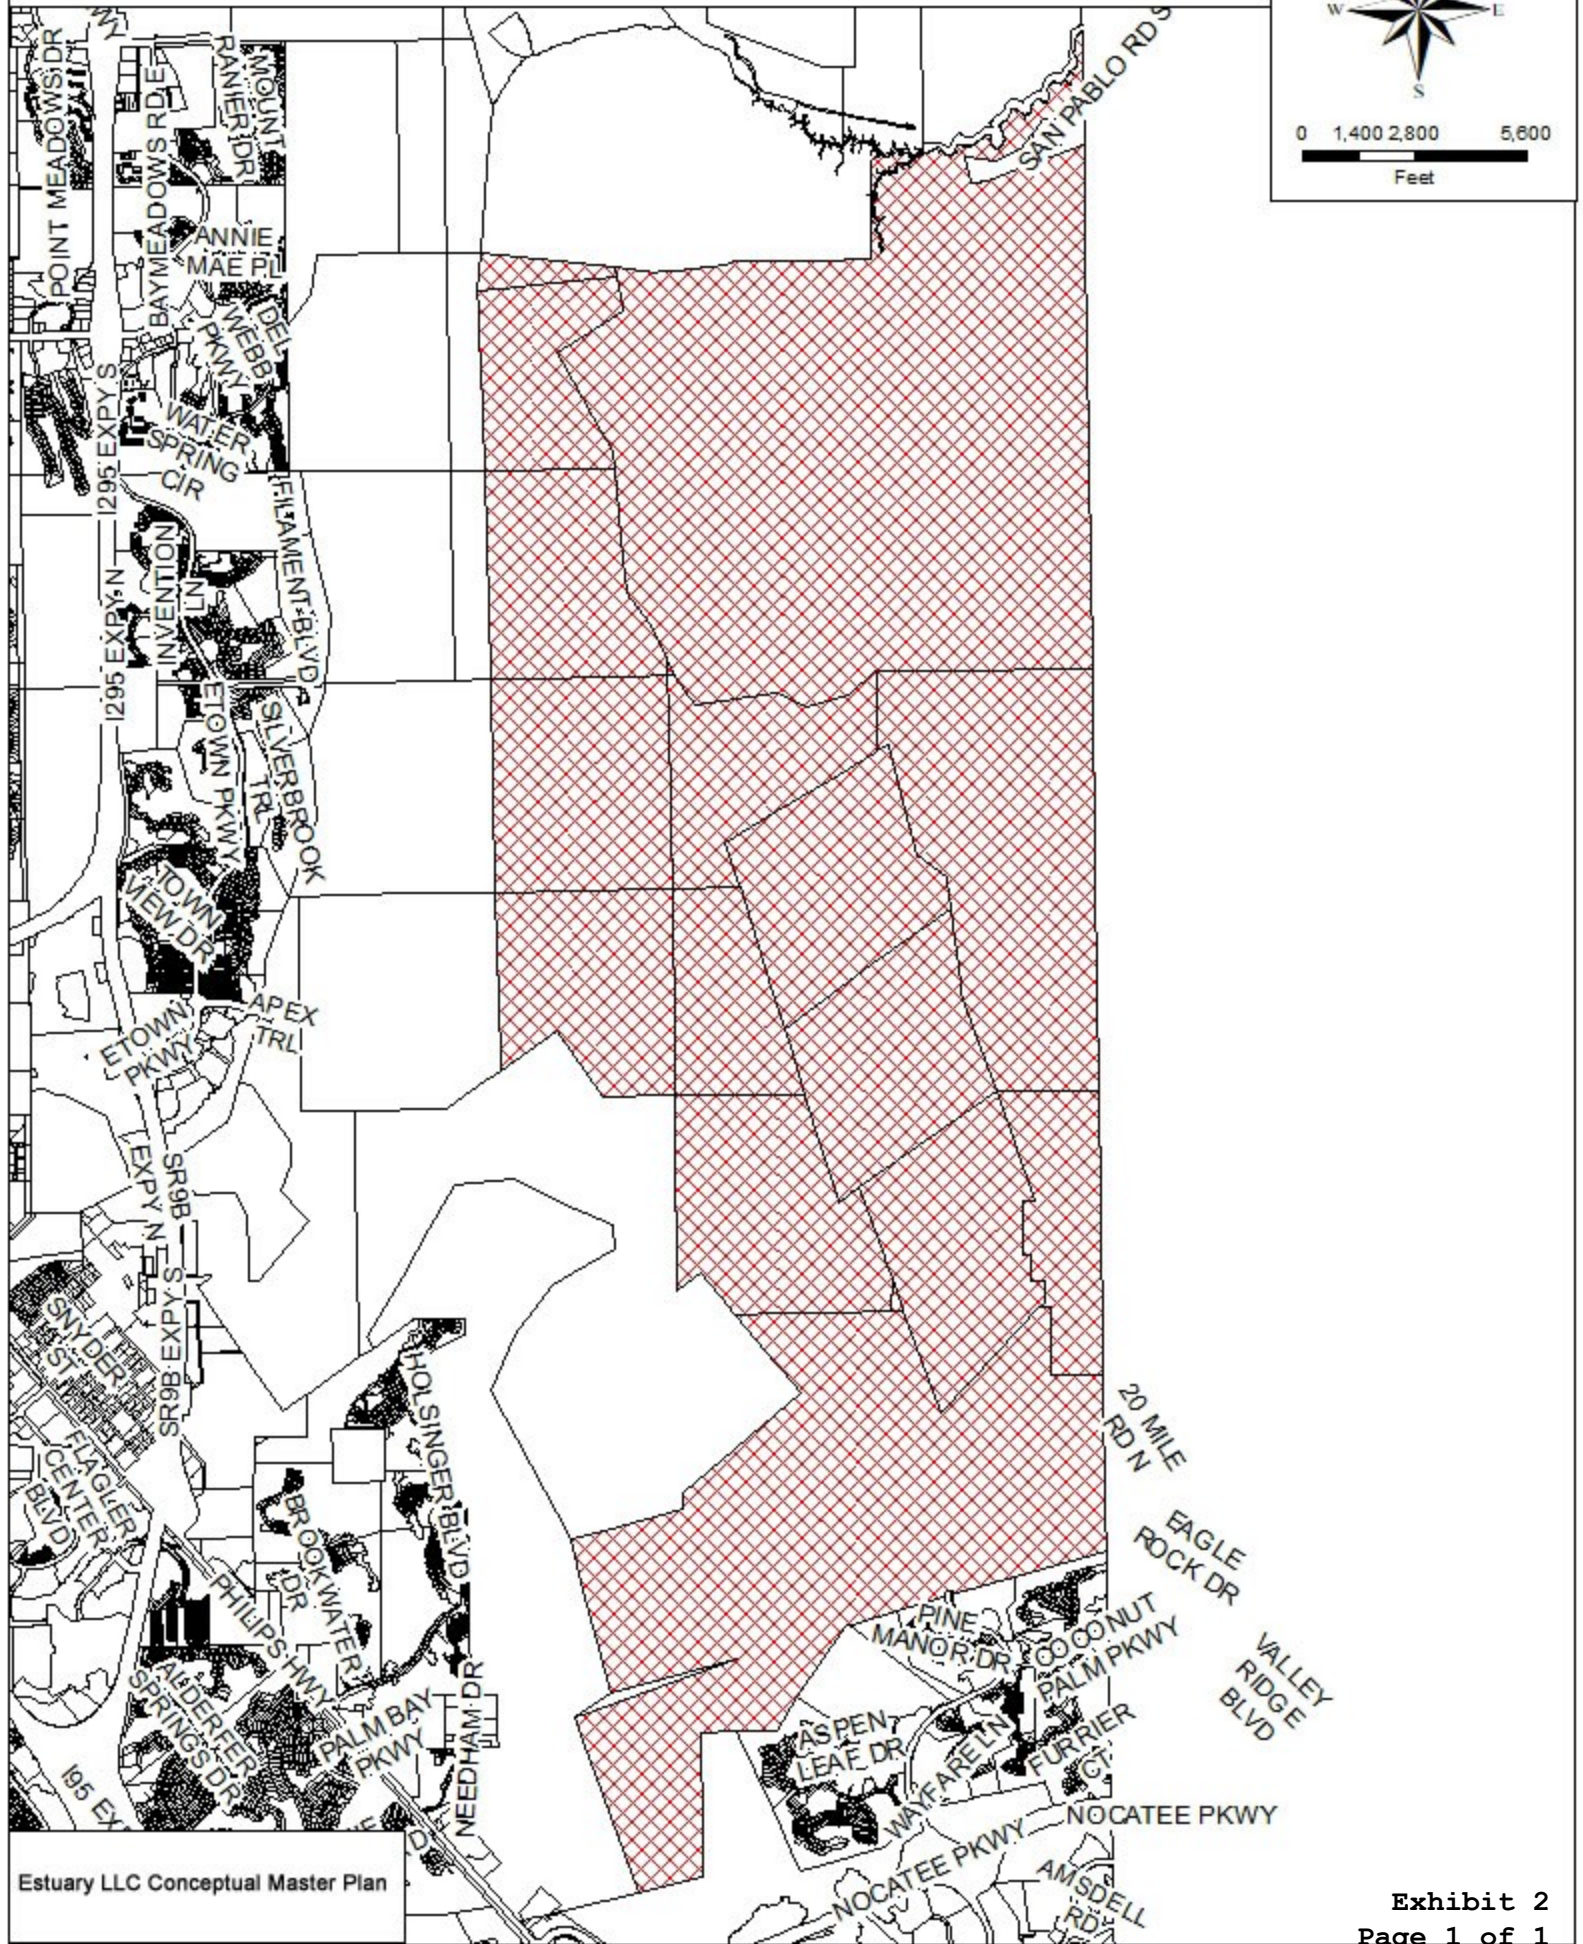 W E
S
0 1,400 2,800 5,600
Feet
SAN PABLO RD S
POINT MEADOWS DR
BAYMEADOWS RD E
MOUNT
RANIER DR
ANNIE
MAE PL
DEL
WEBB
PKWY
I295 EXPY S
WATER
SPRING
CIR
FILAMENT BLVD
INVENTION
LN
I295 EXPY N
ETOWN PKWY
SILVERBROOK
TRL
TOWN
VIEW DR
APEX
TRL
ETOWN
PKWY
SR9B
EXPY N
SR9B EXPY S
SNYDER
ST
HOLSINGER BLVD
FLAGLER
CENTER
BLVD
BROOKWATER
DR
PHILIPS HWY
ALDERFER
SPRINGS DR
PALM BAY
PKWY
NEEDHAM DR
20 MILE
RD N
EAGLE
ROCK DR
PINE
MANOR DR
COCONUT
PALM PKWY
VALLEY
RIDGE
BLVD
ASPEN
LEAF DR
WAYFARE LN
FURRIER
CT
NOCATEE PKWY
NOCATEE PKWY
AMSDELL
RD
I95
Estuary LLC Conceptual Master Plan
Exhibit 2
Page 1 of 1